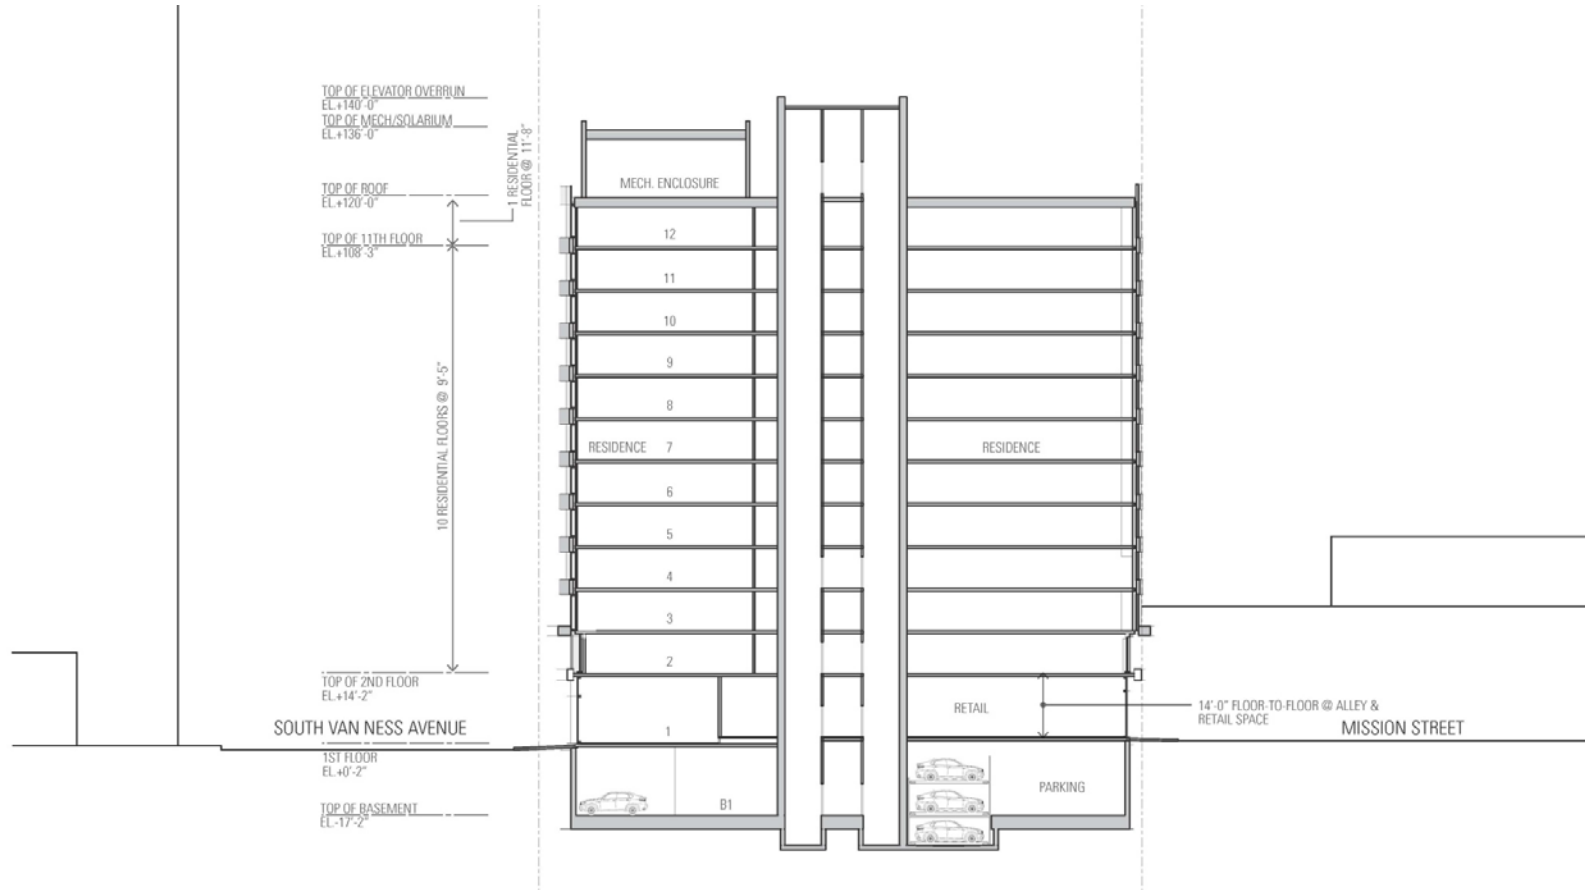 TOP OF ELEVATOR OVERRUN
EL.+140'-0"
TOP OF MECH/SOLARIUM
EL.+136'-0"
1 RESIDENTIAL
FLOOR @ 11'-8"
TOP OF ROOF
EL.+120'-0"
TOP OF 11TH FLOOR
EL.+108'-3"
10 RESIDENTIAL FLOORS @ 9'-5"
MECH. ENCLOSURE
12
11
10
9
8
RESIDENCE 7
RESIDENCE
6
5
4
3
2
TOP OF 2ND FLOOR
EL.+14'-2"
RETAIL
14'-0" FLOOR-TO-FLOOR @ ALLEY &
RETAIL SPACE
SOUTH VAN NESS AVENUE
1
MISSION STREET
1ST FLOOR
EL.+0'-2"
PARKING
TOP OF BASEMENT
EL.-17'-2"
B1